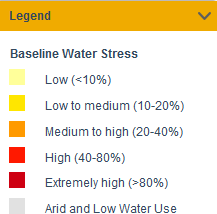 Legend
Baseline Water Stress
Low (<10%)
Low to medium (10-20%)
Medium to high (20-40%)
High (40-80%)
Extremely high (>80%)
Arid and Low Water Use